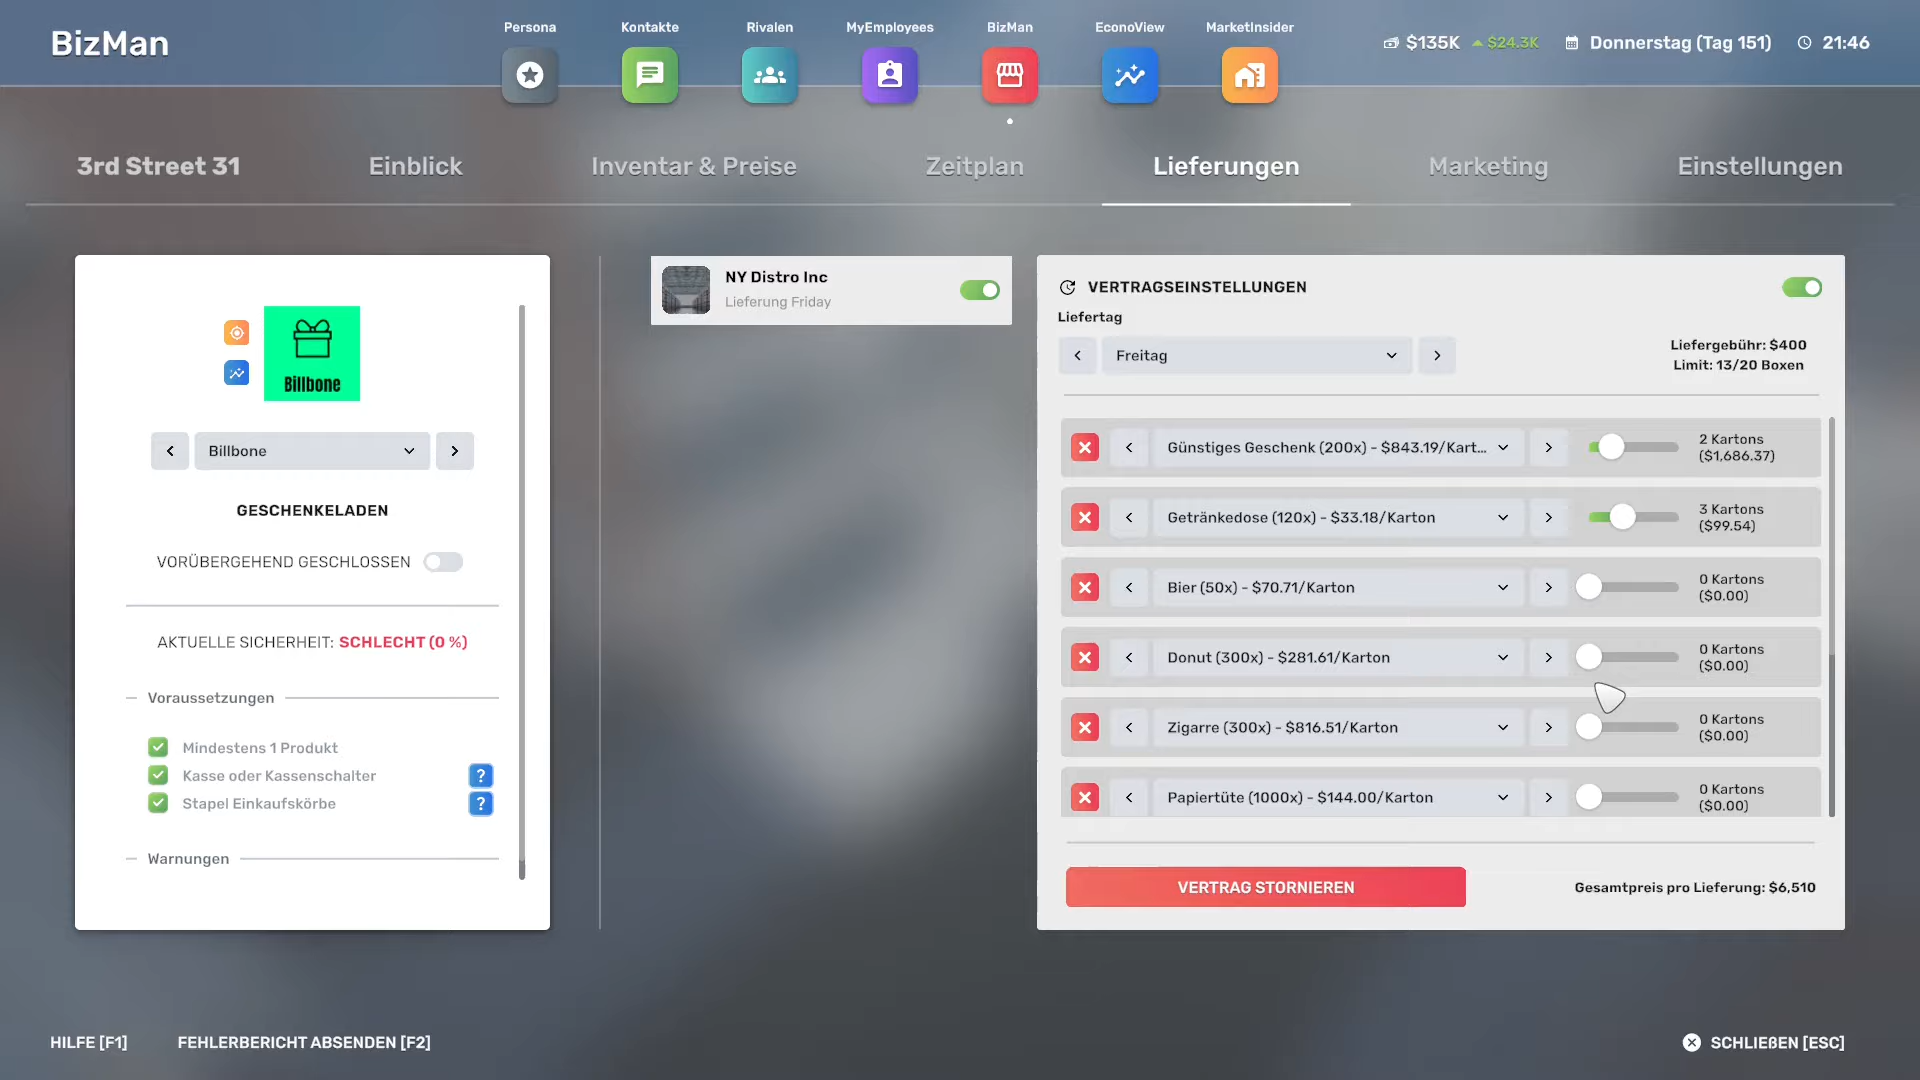 BizMan
Persona
Kontakte
Rivalen
MyEmployees
BizMan
EconoView
MarketInsider
$135K
$24.3K
Donnerstag (Tag 151)
21:46
3rd Street 31
Einblick
Inventar & Preise
Zeitplan
Lieferungen
Marketing
Einstellungen
Billbone
Billbone
GESCHENKELADEN
VORÜBERGEHEND GESCHLOSSEN
AKTUELLE SICHERHEIT: SCHLECHT (0 %)
Voraussetzungen
Mindestens 1 Produkt
Kasse oder Kassenschalter
?
Stapel Einkaufskörbe
?
Warnungen
NY Distro Inc
Lieferung Friday
VERTRAGSEINSTELLUNGEN
Liefertag
Freitag
Liefergebühr: $400
Limit: 13/20 Boxen
Günstiges Geschenk (200x) - $843.19/Kart...
2 Kartons
($1,686.37)
Getränkedose (120x) - $33.18/Karton
3 Kartons
($99.54)
Bier (50x) - $70.71/Karton
0 Kartons
($0.00)
Donut (300x) - $281.61/Karton
0 Kartons
($0.00)
Zigarre (300x) - $816.51/Karton
0 Kartons
($0.00)
Papiertüte (1000x) - $144.00/Karton
0 Kartons
($0.00)
VERTRAG STORNIEREN
Gesamtpreis pro Lieferung: $6,510
HILFE [F1]
FEHLERBERICHT ABSENDEN [F2]
SCHLIEẞEN [ESC]